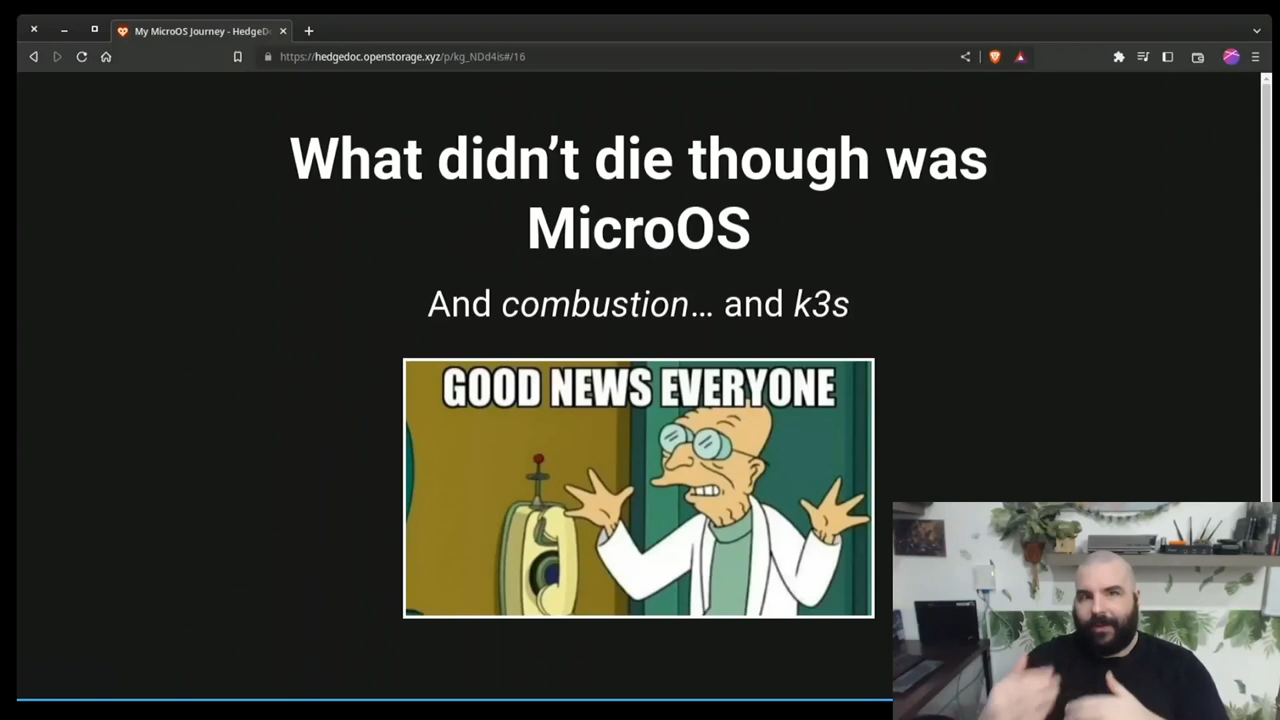 My MicroOS Journey - HedgeD
https://hedgedoc.openstorage.xyz/p/kg_NDd4is#/16
What didn't die though was
MicroOS
And combustion… and k3s
GOOD NEWS EVERYONE